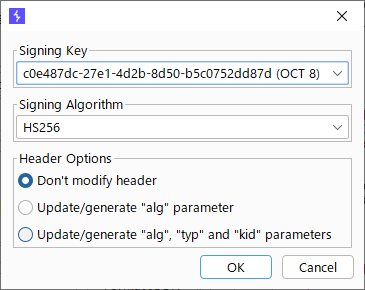 Signing Key
c0e487dc-27e1-4d2b-8d50-b5c0752dd87d (OCT 8)
Signing Algorithm
HS256
Header Options
Don't modify header
Update/generate "alg" parameter
Update/generate "alg", "typ" and "kid" parameters
OK Cancel